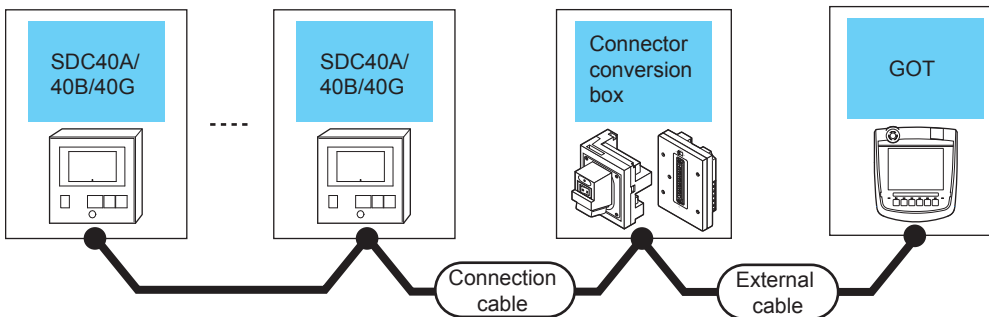 SDC40A/
40B/40G
SDC40A/
40B/40G
Connector
conversion
box
GOT
Connection
cable
External
cable